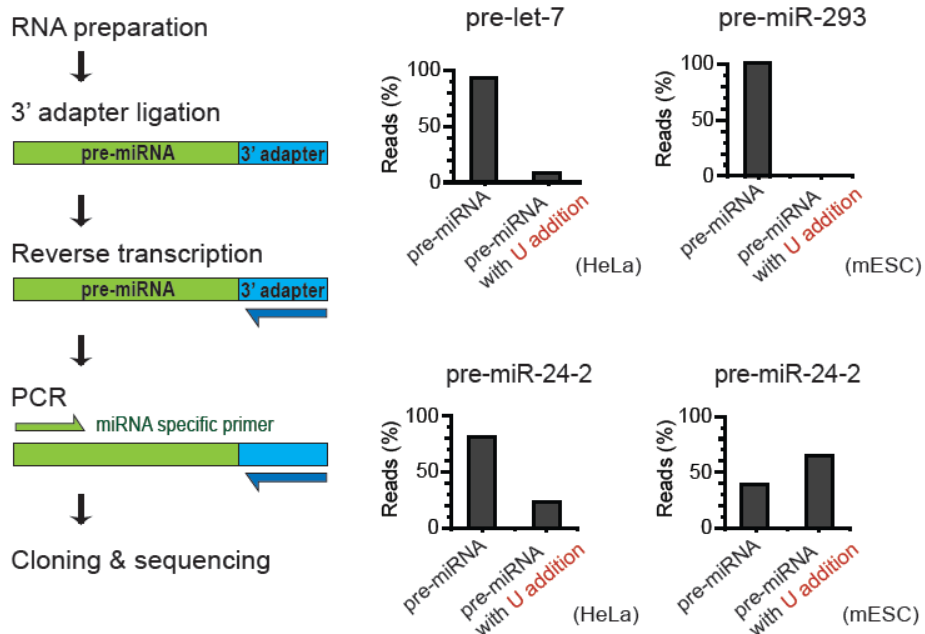 RNA preparation
3' adapter ligation
pre-miRNA 3' adapter
Reverse transcription
pre-miRNA 3' adapter
PCR
miRNA specific primer
Cloning & sequencing
pre-let-7
Reads (%)
100
50
0
pre-miRNA
pre-miRNA
with U addition
(HeLa)
pre-miR-293
Reads (%)
100
50
0
pre-miRNA
pre-miRNA
with U addition
(mESC)
pre-miR-24-2
Reads (%)
100
50
0
pre-miRNA
pre-miRNA
with U addition
(HeLa)
pre-miR-24-2
Reads (%)
100
50
0
pre-miRNA
pre-miRNA
with U addition
(mESC)